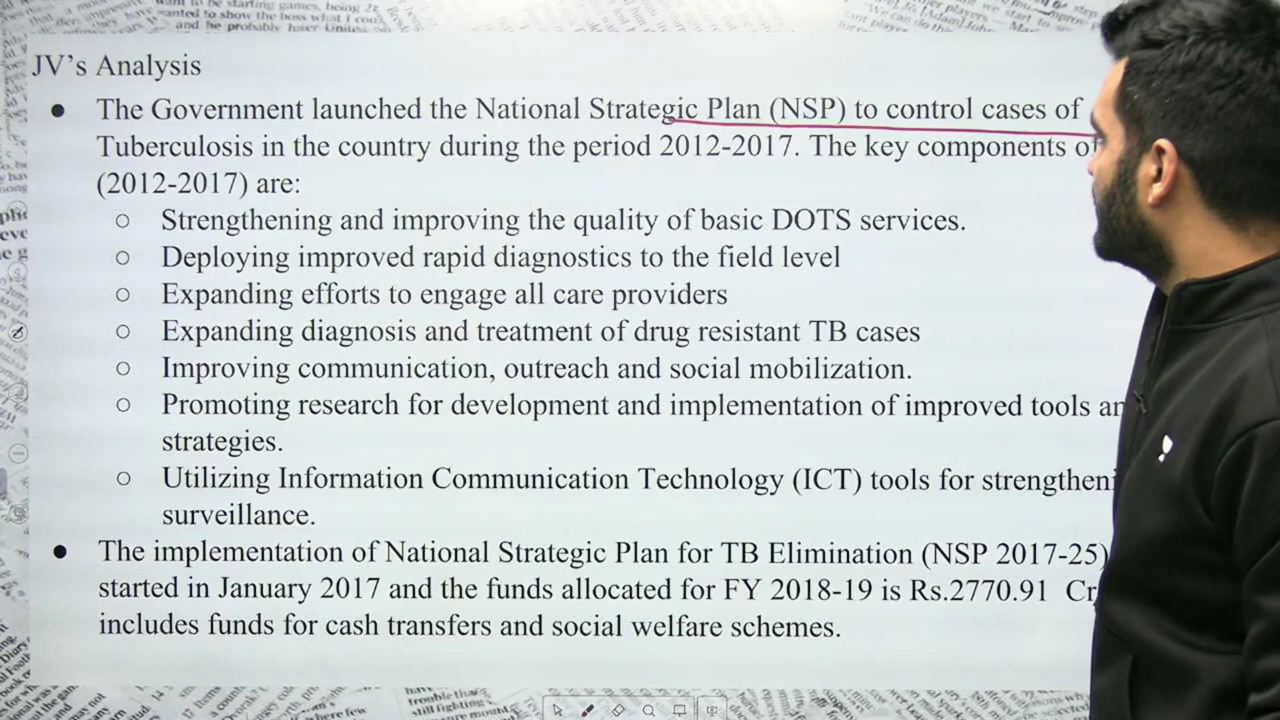 JV’s Analysis
● The Government launched the National Strategic Plan (NSP) to control cases of
Tuberculosis in the country during the period 2012-2017. The key components of
(2012-2017) are:
○ Strengthening and improving the quality of basic DOTS services.
○ Deploying improved rapid diagnostics to the field level
○ Expanding efforts to engage all care providers
○ Expanding diagnosis and treatment of drug resistant TB cases
○ Improving communication, outreach and social mobilization.
○ Promoting research for development and implementation of improved tools
strategies.
○ Utilizing Information Communication Technology (ICT) tools for
surveillance.
● The implementation of National Strategic Plan for TB Elimination (NSP 2017-25)
started in January 2017 and the funds allocated for FY 2018-19 is Rs.2770.91
includes funds for cash transfers and social welfare schemes.